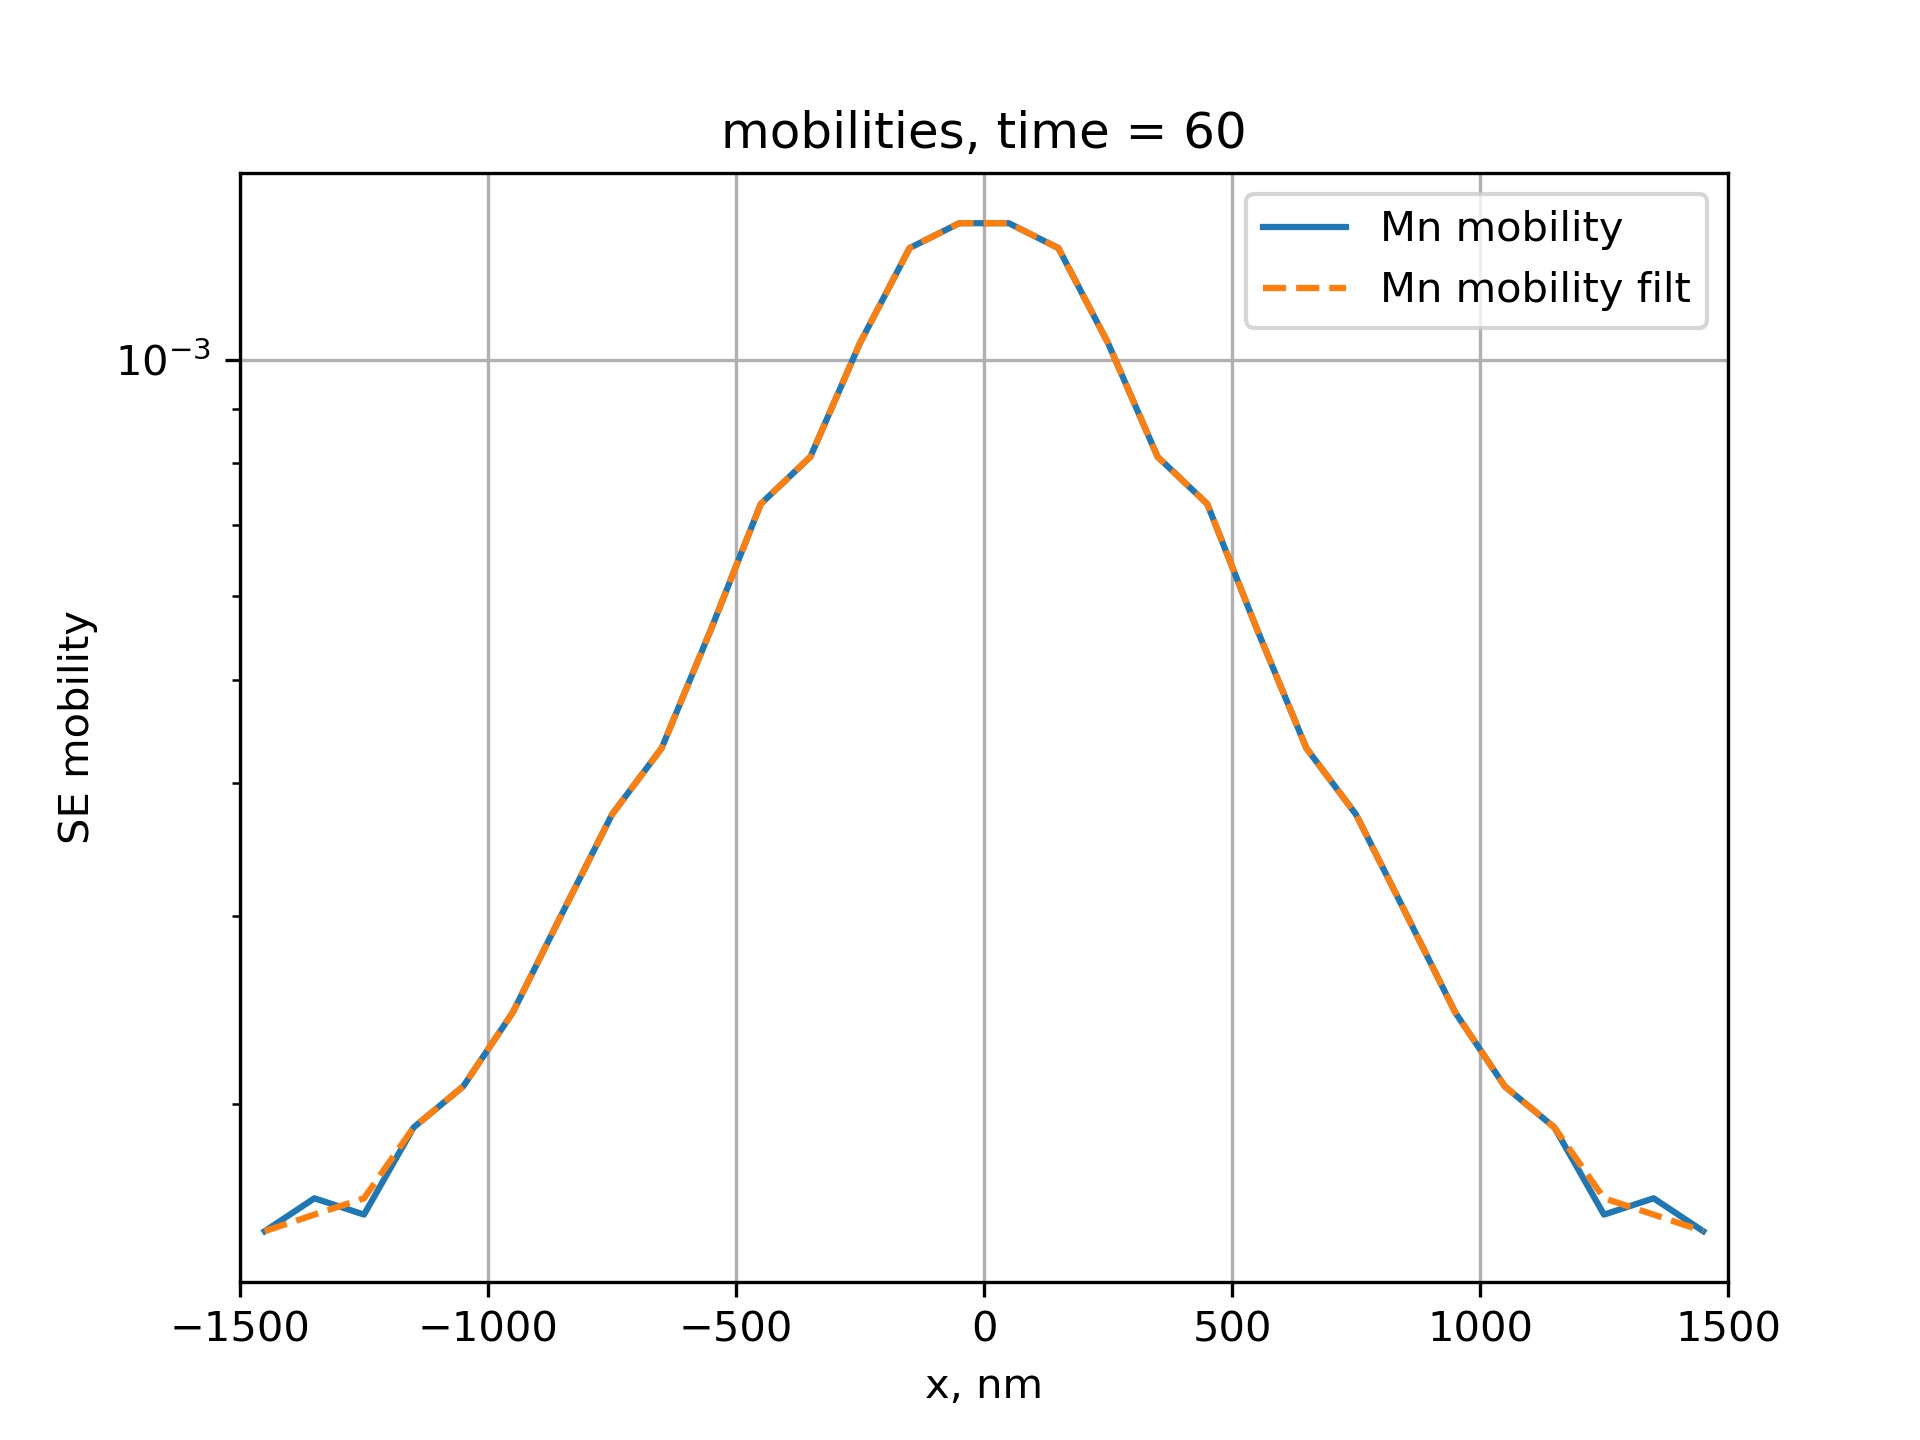 mobilities, time = 60
Mn mobility
Mn mobility filt
10⁻³
SE mobility
−1500 −1000 −500 0 500 1000 1500
x, nm